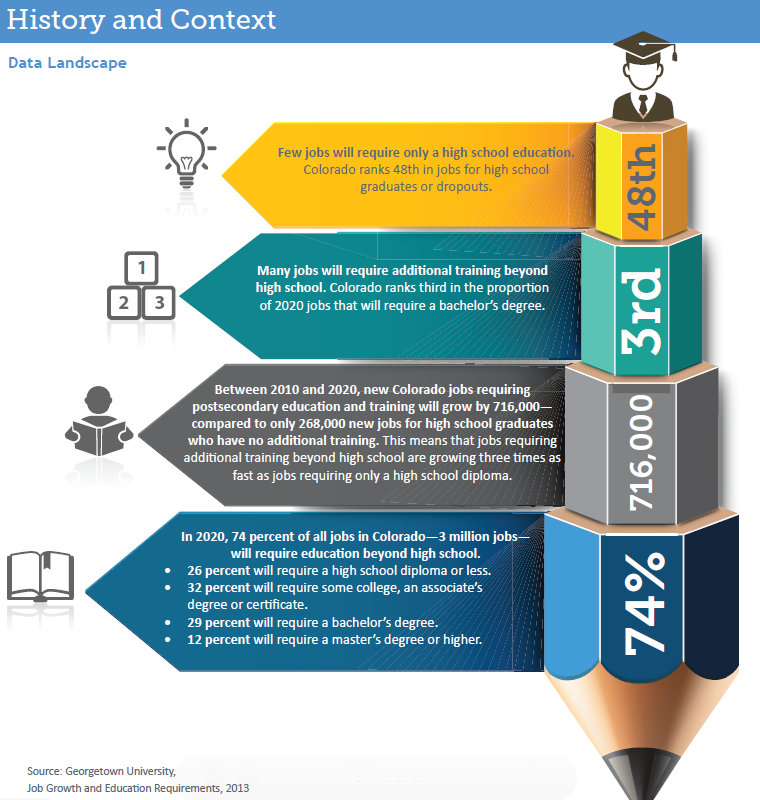 History and Context
Data Landscape
Few jobs will require only a high school education.
Colorado ranks 48th in jobs for high school
graduates or dropouts.
48th
1
2 3
Many jobs will require additional training beyond
high school. Colorado ranks third in the proportion
of 2020 jobs that will require a bachelor's degree.
3rd
Between 2010 and 2020, new Colorado jobs requiring
postsecondary education and training will grow by 716,000—
compared to only 268,000 new jobs for high school graduates
who have no additional training. This means that jobs requiring
additional training beyond high school are growing three times as
fast as jobs requiring only a high school diploma.
716,000
In 2020, 74 percent of all jobs in Colorado—3 million jobs—
will require education beyond high school.
• 26 percent will require a high school diploma or less.
• 32 percent will require some college, an associate's
degree or certificate.
• 29 percent will require a bachelor's degree.
• 12 percent will require a master's degree or higher.
74%
Source: Georgetown University,
Job Growth and Education Requirements, 2013